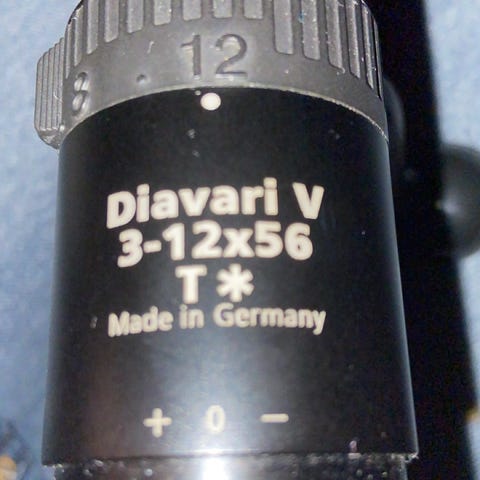 8 · 12
Diavari V
3-12x56
T *
Made in Germany
+ 0 −